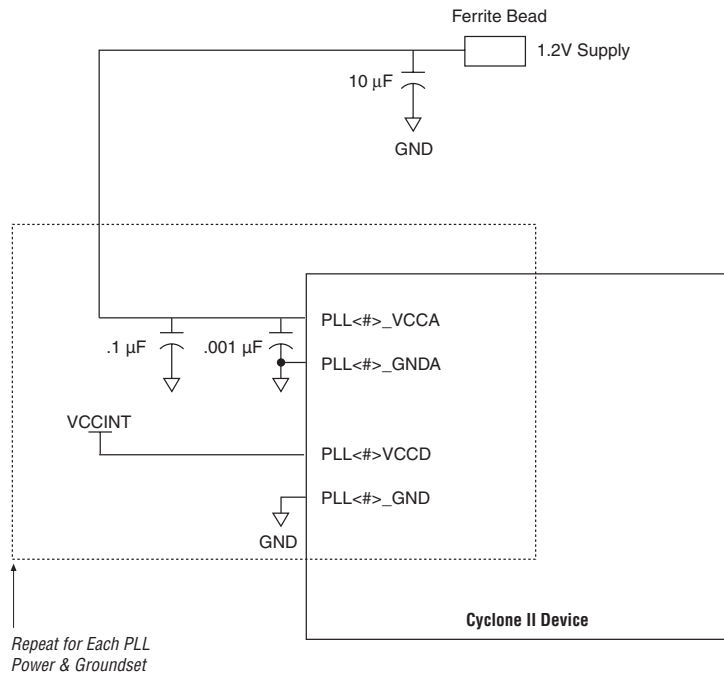 Ferrite Bead
1.2V Supply
10 µF
GND
PLL<#>_VCCA
.1 µF
.001 µF
PLL<#>_GNDA
VCCINT
PLL<#>VCCD
PLL<#>_GND
GND
Cyclone II Device
Repeat for Each PLL
Power & Groundset